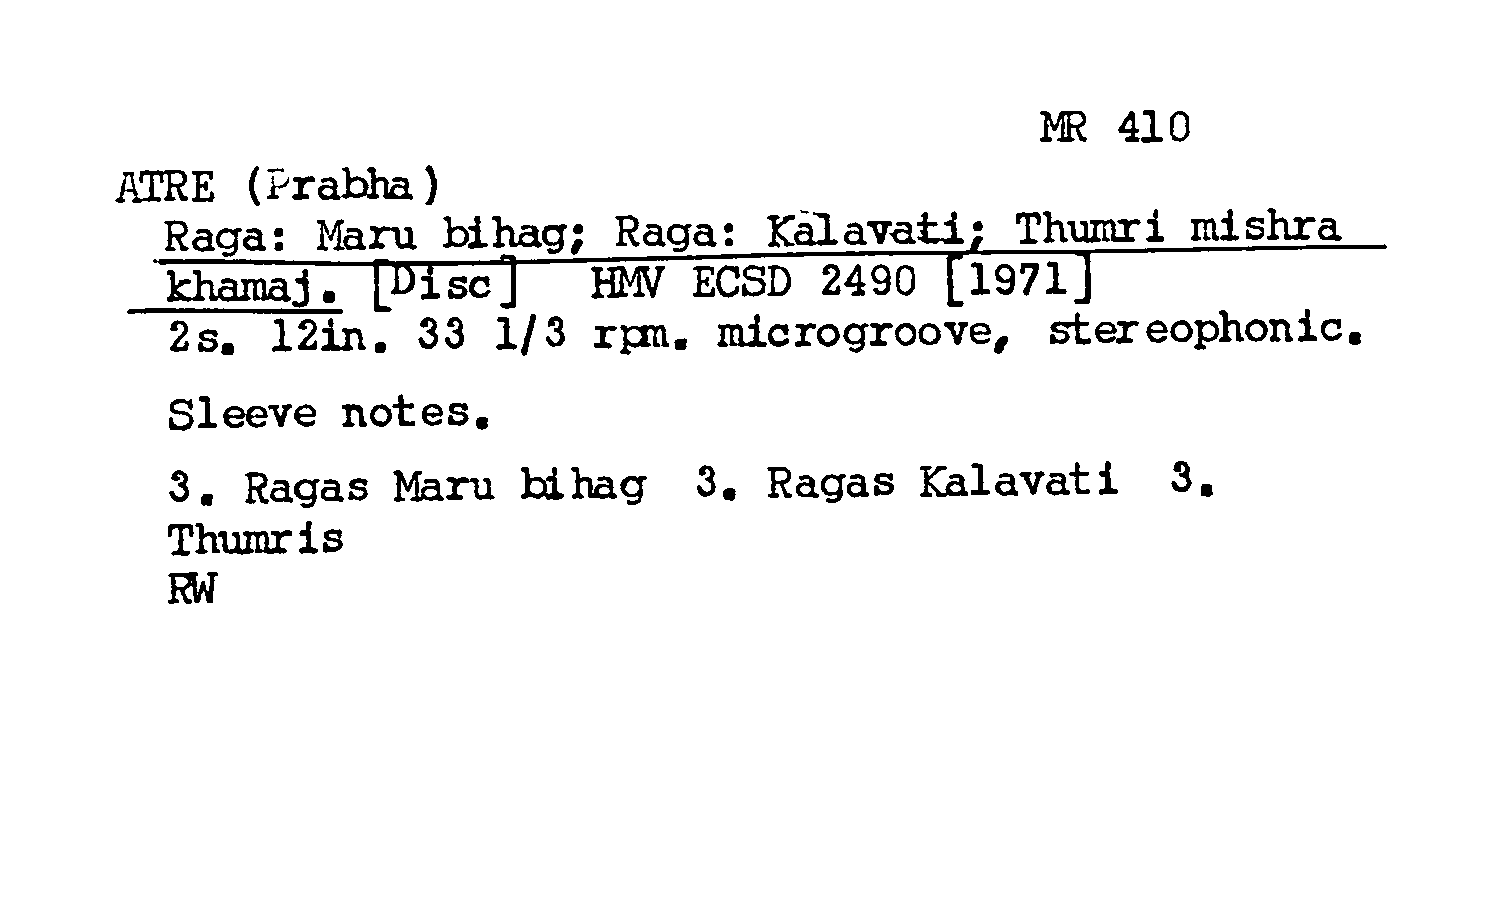 MR 410
ATRE (Prabha)
Raga: Maru bihag; Raga: Kalavati; Thumri mishra
khamaj. [Disc] HMV ECSD 2490 [1971]
2s. 12in. 33 1/3 rpm. microgroove, stereophonic.
Sleeve notes.
3. Ragas Maru bihag 3. Ragas Kalavati 3.
Thumris
RW